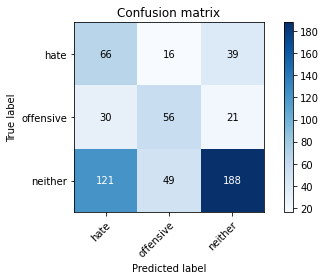 Confusion matrix
hate 66 16 39
offensive 30 56 21
neither 121 49 188
hate offensive neither
True label
Predicted label
180
160
140
120
100
80
60
40
20